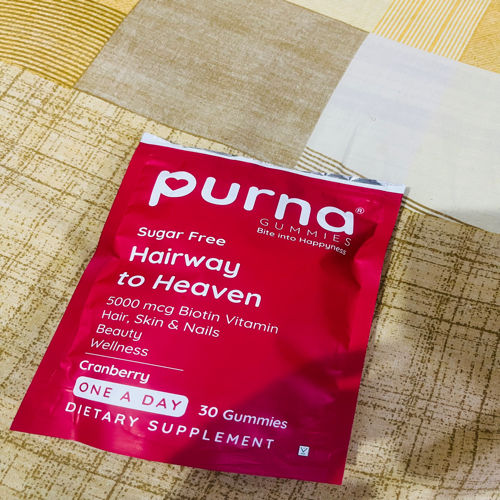 purna®
GUMMIES
Bite into Happyness
Sugar Free
Hairway
to Heaven
5000 mcg Biotin Vitamin
Hair, Skin & Nails
Beauty
Wellness
Cranberry
ONE A DAY
30 Gummies
DIETARY SUPPLEMENT